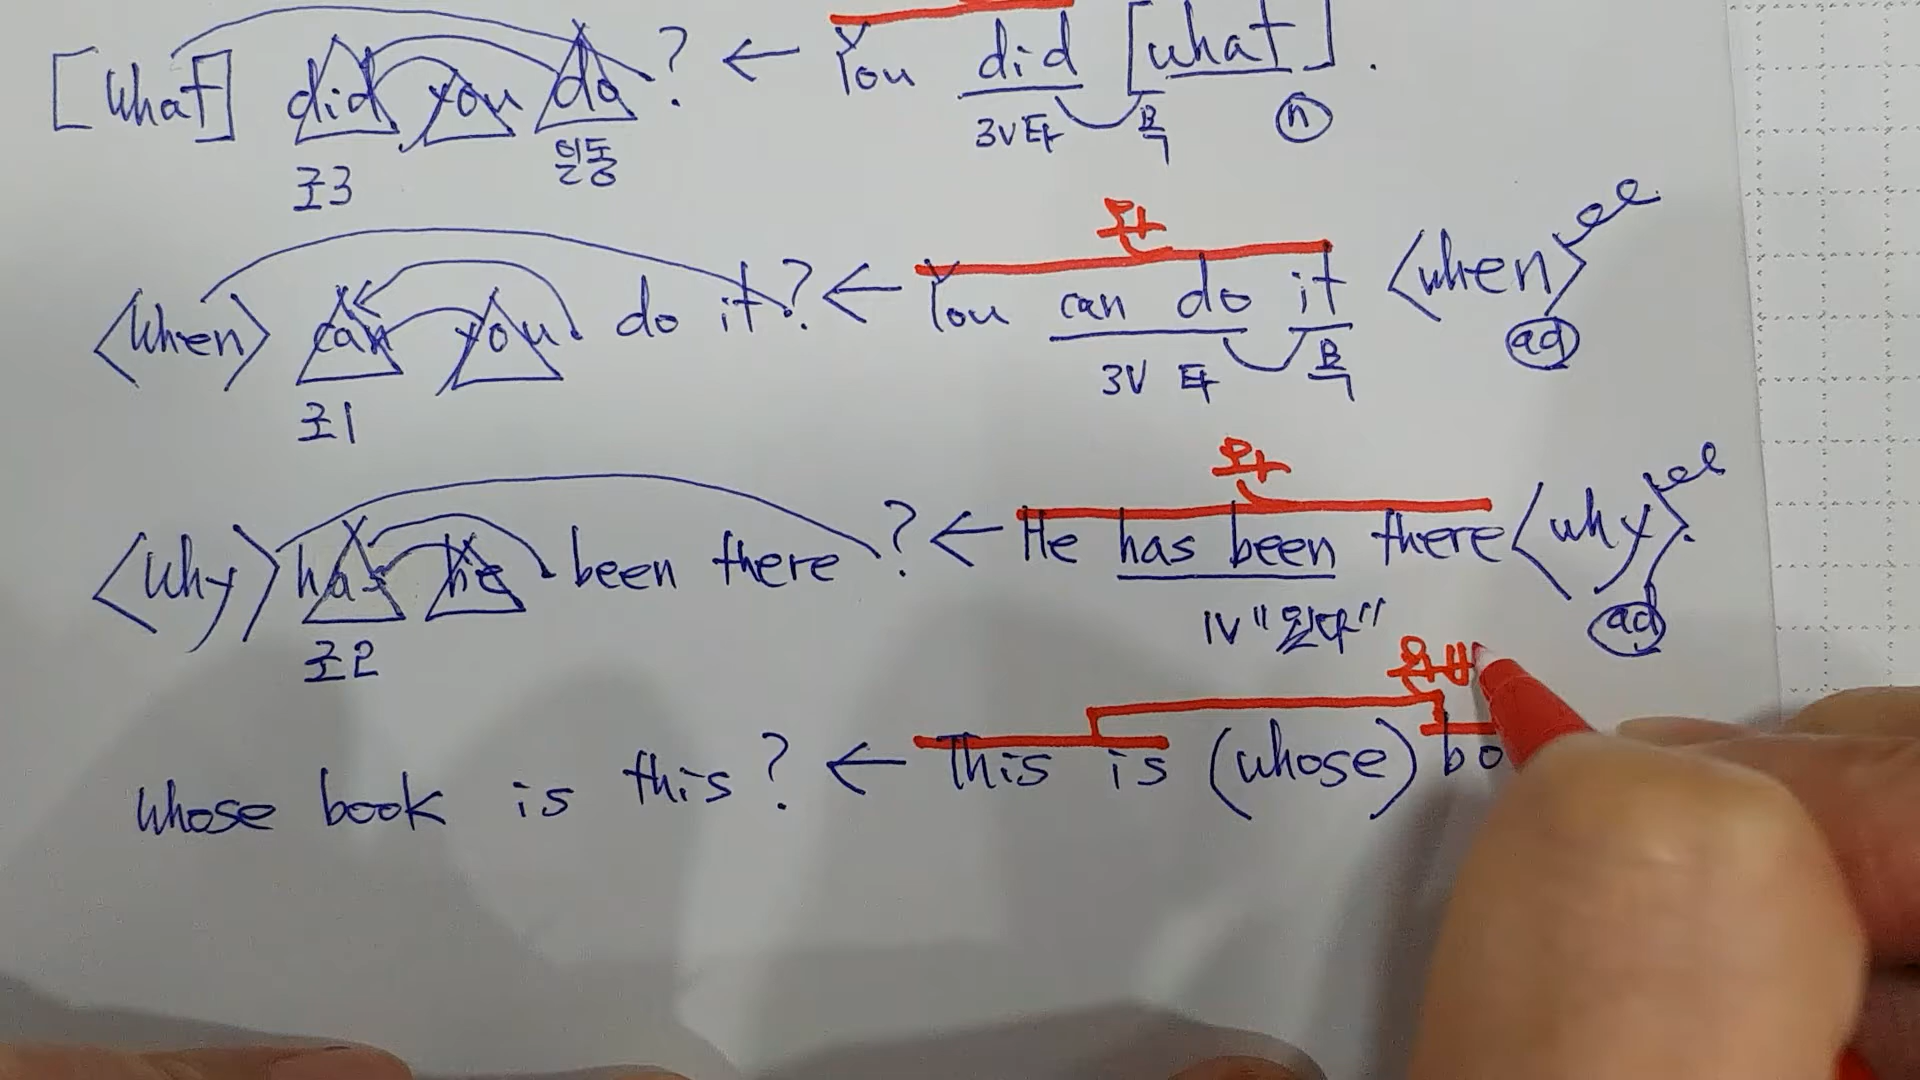 [What] did you do? ← You did [what].
조3 일동 3V타 목 n
완
<When> can you do it? ← You can do it <when>
조1 3V 타 목 ad
완
<Why> has he been there? ← He has been there <why>.
조2 1V "있다" ad
완
Whose book is this? ← This is (whose) bo